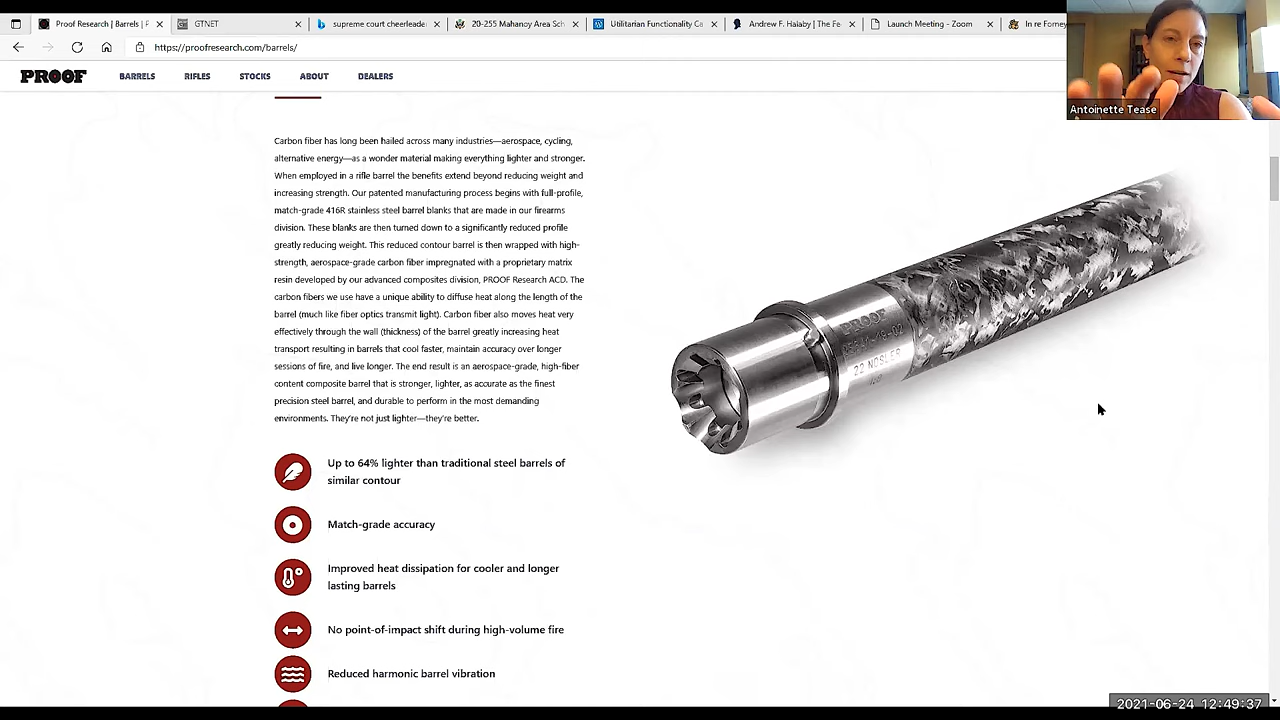 Proof Research | Barrels | F
GTNET
supreme court cheerleader
20-255 Mahanoy Area Sch
Utilitarian Functionality Ca
Andrew F. Halaby | The Fe
Launch Meeting - Zoom
In re Forney
https://proofresearch.com/barrels/
PROOF
BARRELS
RIFLES
STOCKS
ABOUT
DEALERS
Antoinette Tease
Carbon fiber has long been hailed across many industries—aerospace, cycling,
alternative energy—as a wonder material making everything lighter and stronger.
When employed in a rifle barrel the benefits extend beyond reducing weight and
increasing strength. Our patented manufacturing process begins with full-profile,
match-grade 416R stainless steel barrel blanks that are made in our firearms
division. These blanks are then turned down to a significantly reduced profile
greatly reducing weight. This reduced contour barrel is then wrapped with high-
strength, aerospace-grade carbon fiber impregnated with a proprietary matrix
resin developed by our advanced composites division, PROOF Research ACD. The
carbon fibers we use have a unique ability to diffuse heat along the length of the
barrel (much like fiber optics transmit light). Carbon fiber also moves heat very
effectively through the wall (thickness) of the barrel greatly increasing heat
transport resulting in barrels that cool faster, maintain accuracy over longer
sessions of fire, and live longer. The end result is an aerospace-grade, high-fiber
content composite barrel that is stronger, lighter, as accurate as the finest
precision steel barrel, and durable to perform in the most demanding
environments. They're not just lighter—they're better.
PROOF
22 NOSLER
Up to 64% lighter than traditional steel barrels of
similar contour
Match-grade accuracy
Improved heat dissipation for cooler and longer
lasting barrels
No point-of-impact shift during high-volume fire
Reduced harmonic barrel vibration
2021-06-24 12:49:37